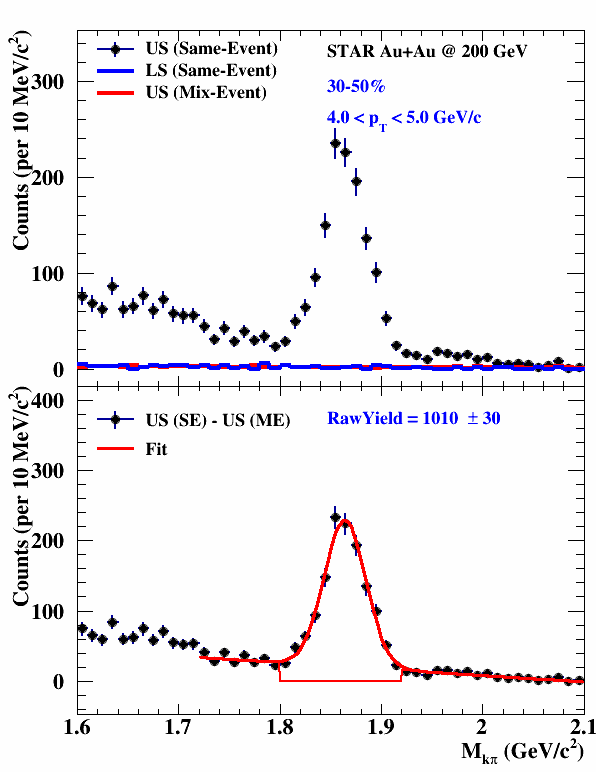 Counts (per 10 MeV/c²)
US (Same-Event)
LS (Same-Event)
US (Mix-Event)
STAR Au+Au @ 200 GeV
30-50%
4.0 < p_T < 5.0 GeV/c
300
200
100
0
Counts (per 10 MeV/c²)
US (SE) - US (ME)
Fit
RawYield = 1010 ± 30
400
300
200
100
0
1.6 1.7 1.8 1.9 2 2.1
M_kπ (GeV/c²)